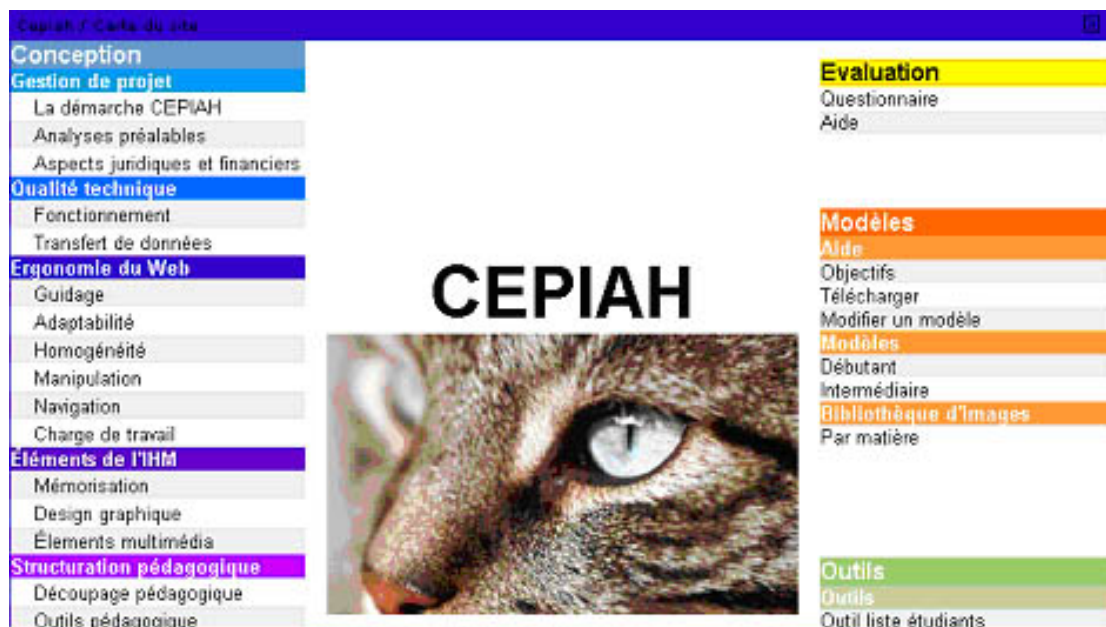 Cepiah / Carte du site
Conception
Gestion de projet
La démarche CEPIAH
Analyses préalables
Aspects juridiques et financiers
Qualité technique
Fonctionnement
Transfert de données
Ergonomie du Web
Guidage
Adaptabilité
Homogénéité
Manipulation
Navigation
Charge de travail
Éléments de l'IHM
Mémorisation
Design graphique
Élements multimédia
Structuration pédagogique
Découpage pédagogique
Outils pédagogique
CEPIAH
Evaluation
Questionnaire
Aide
Modèles
Aide
Objectifs
Télécharger
Modifier un modèle
Modèles
Débutant
Intermédiaire
Bibliothèque d'images
Par matière
Outils
Outils
Outil liste étudiants